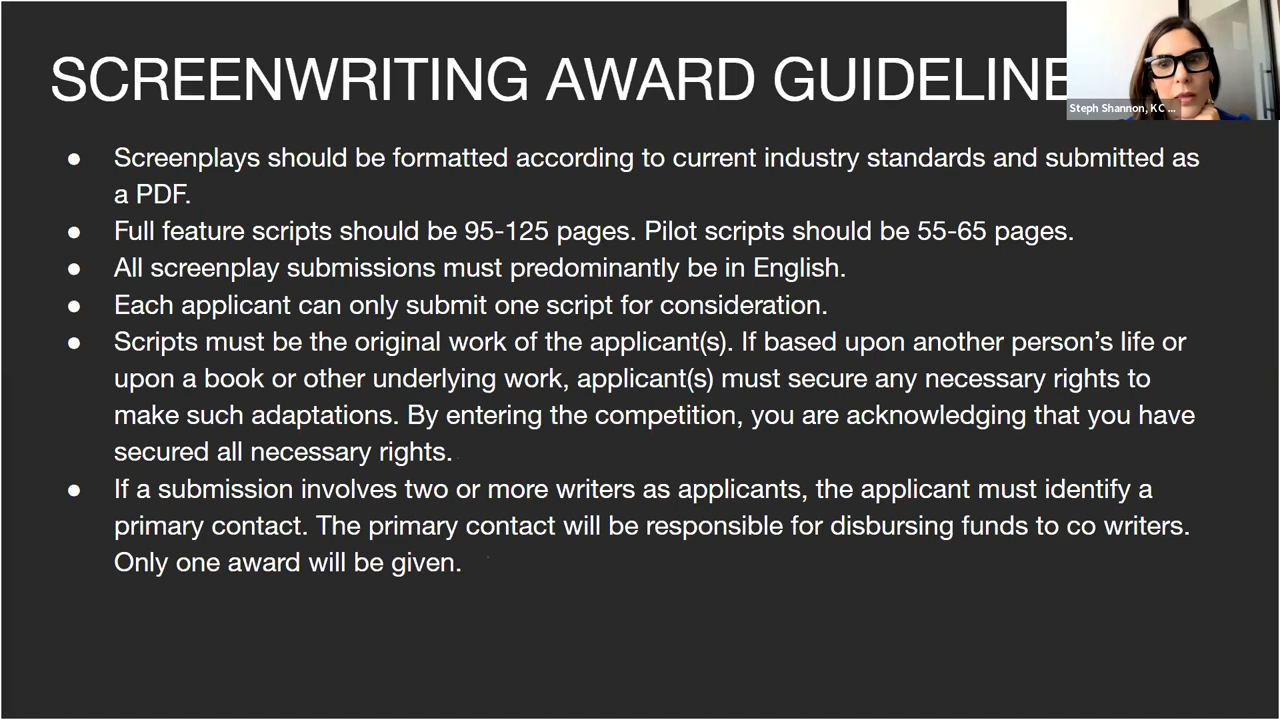 SCREENWRITING AWARD GUIDELINE
Steph Shannon, KC ...
● Screenplays should be formatted according to current industry standards and submitted as
a PDF.
● Full feature scripts should be 95-125 pages. Pilot scripts should be 55-65 pages.
● All screenplay submissions must predominantly be in English.
● Each applicant can only submit one script for consideration.
● Scripts must be the original work of the applicant(s). If based upon another person’s life or
upon a book or other underlying work, applicant(s) must secure any necessary rights to
make such adaptations. By entering the competition, you are acknowledging that you have
secured all necessary rights.
● If a submission involves two or more writers as applicants, the applicant must identify a
primary contact. The primary contact will be responsible for disbursing funds to co writers.
Only one award will be given.